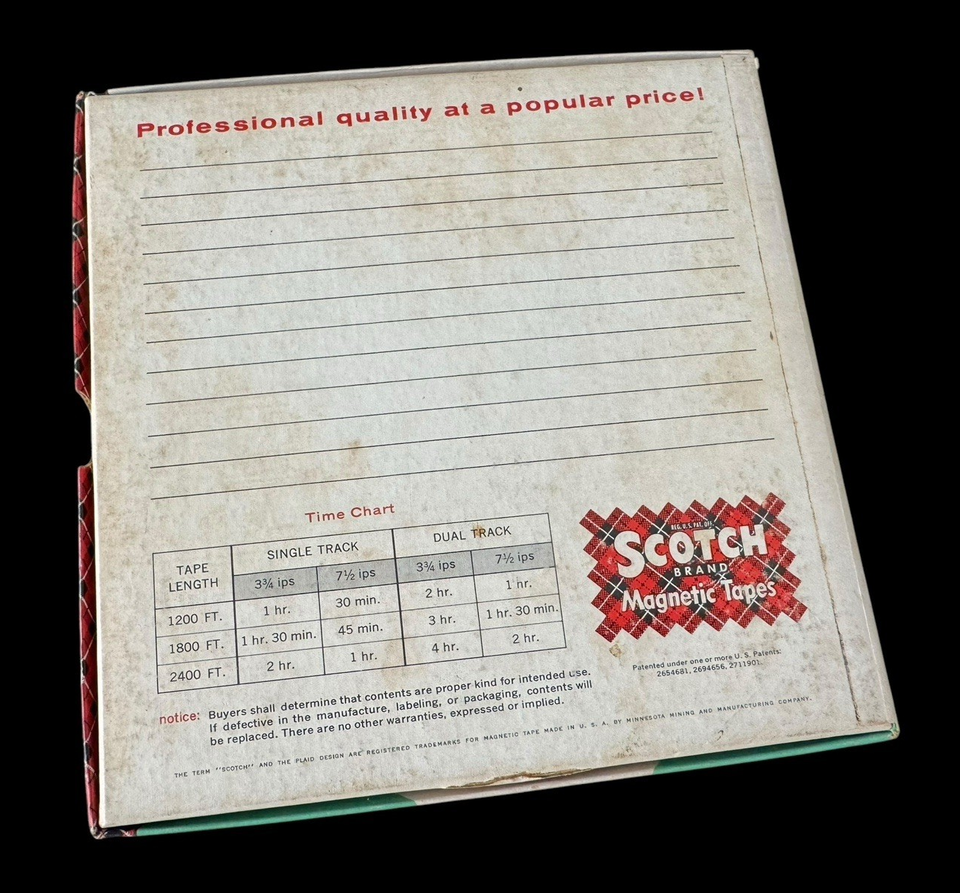 Professional quality at a popular price!
Time Chart
TAPE LENGTH SINGLE TRACK DUAL TRACK
3¾ ips 7½ ips 3¾ ips 7½ ips
1200 FT. 1 hr. 30 min. 2 hr. 1 hr.
1800 FT. 1 hr. 30 min. 45 min. 3 hr. 1 hr. 30 min.
2400 FT. 2 hr. 1 hr. 4 hr. 2 hr.
REG. U.S. PAT. OFF.
SCOTCH
BRAND
Magnetic Tapes
Patented under one or more U. S. Patents:
2654681, 2694656, 2711901.
notice: Buyers shall determine that contents are proper kind for intended use.
If defective in the manufacture, labeling, or packaging, contents will
be replaced. There are no other warranties, expressed or implied.
THE TERM "SCOTCH" AND THE PLAID DESIGN ARE REGISTERED TRADEMARKS FOR MAGNETIC TAPE MADE IN U. S. A. BY MINNESOTA MINING AND MANUFACTURING COMPANY.